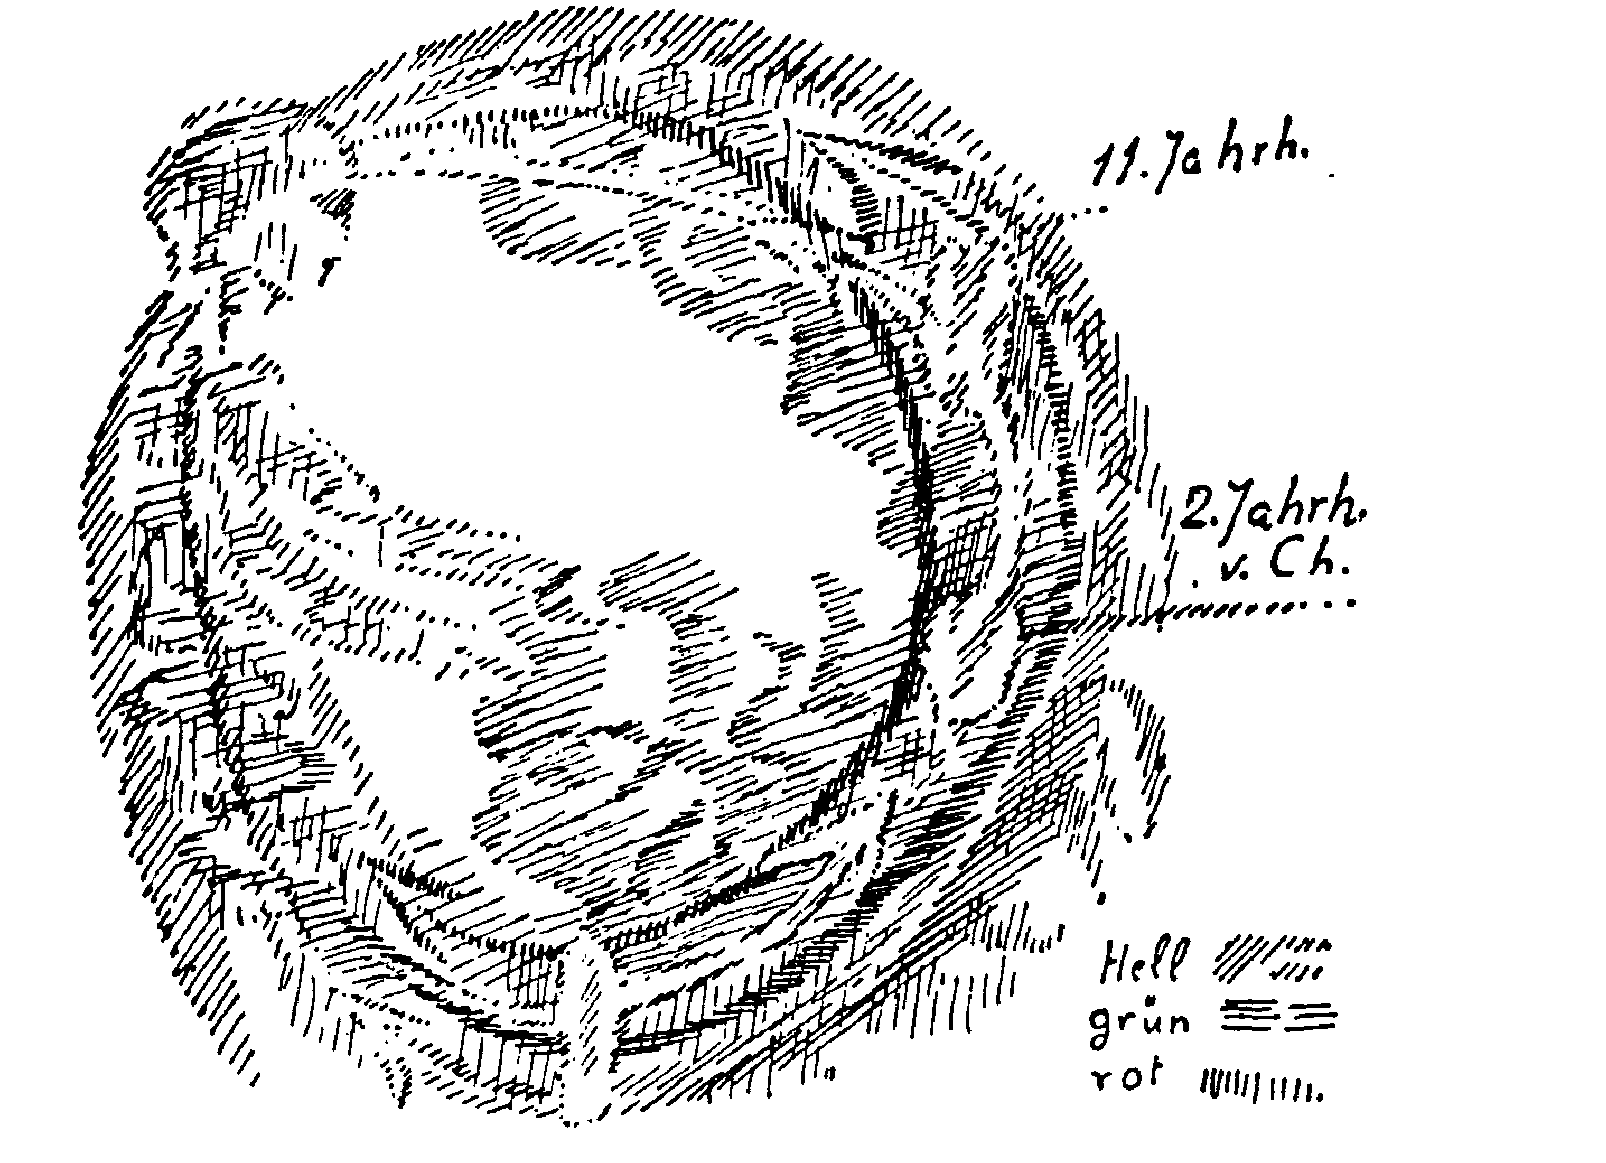 11. Jahrh.
2. Jahrh.
v. Ch.
Hell
grün
rot